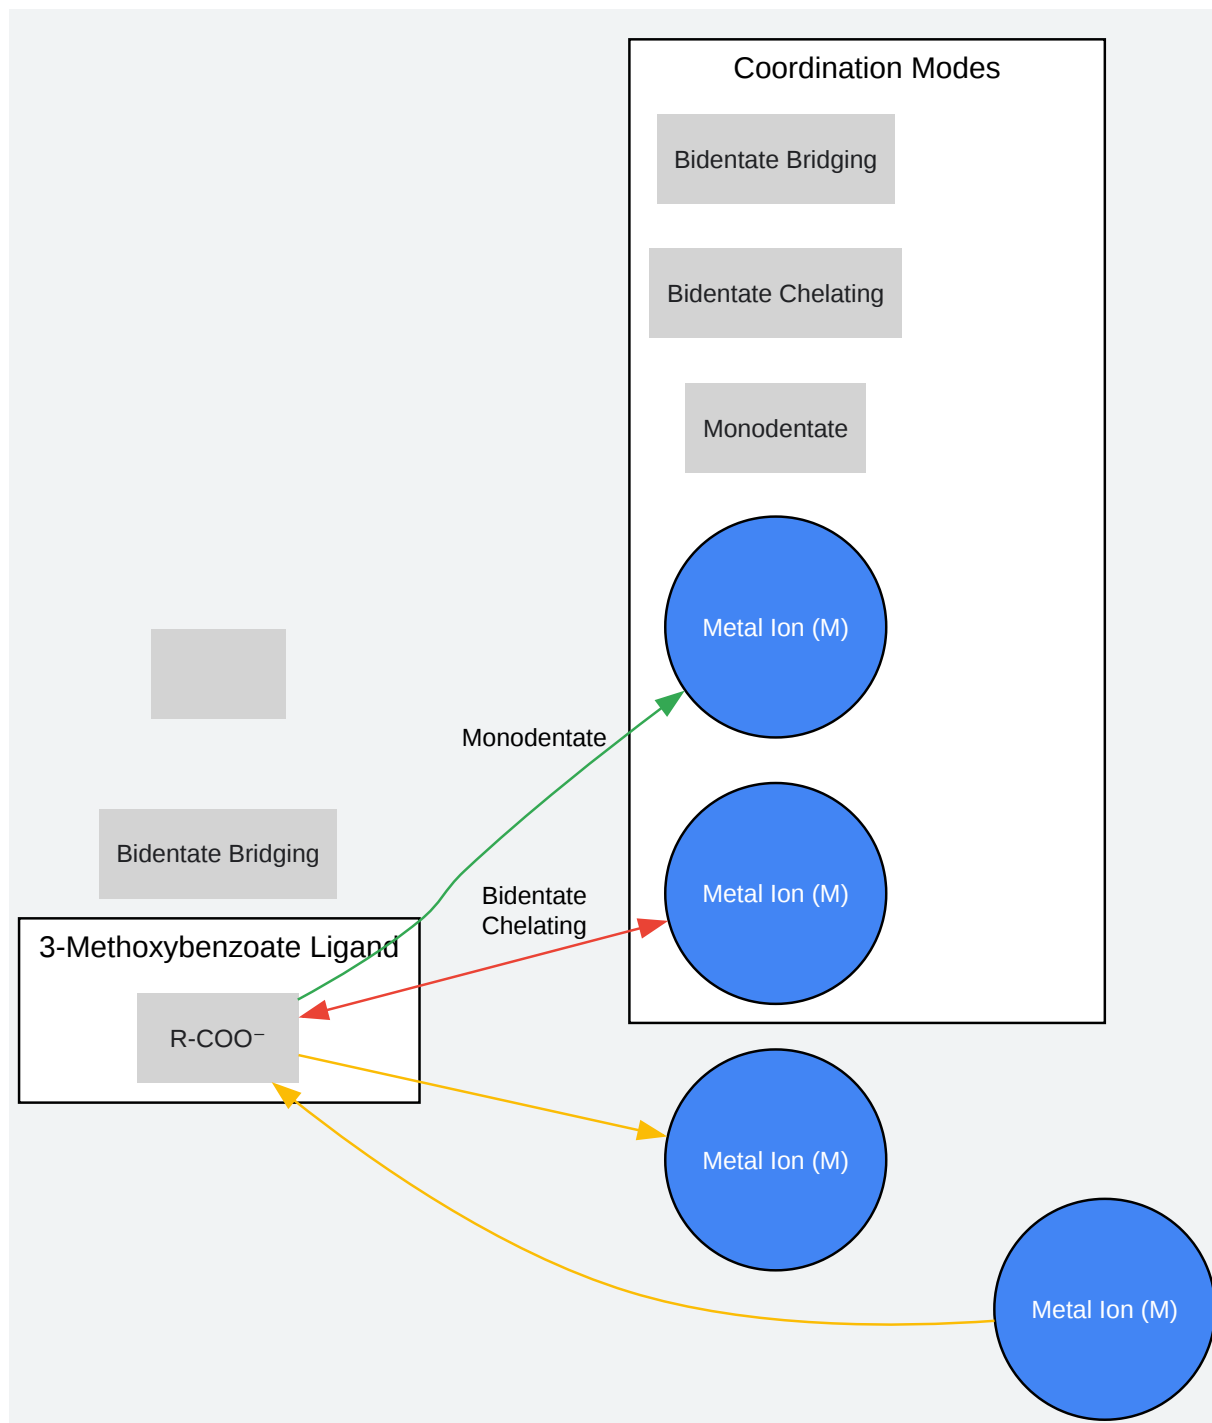 Coordination Modes
Bidentate Bridging
Bidentate Chelating
Monodentate
Metal Ion (M)
Monodentate
Bidentate Bridging
Bidentate
Chelating
Metal Ion (M)
3-Methoxybenzoate Ligand
R-COO⁻
Metal Ion (M)
Metal Ion (M)